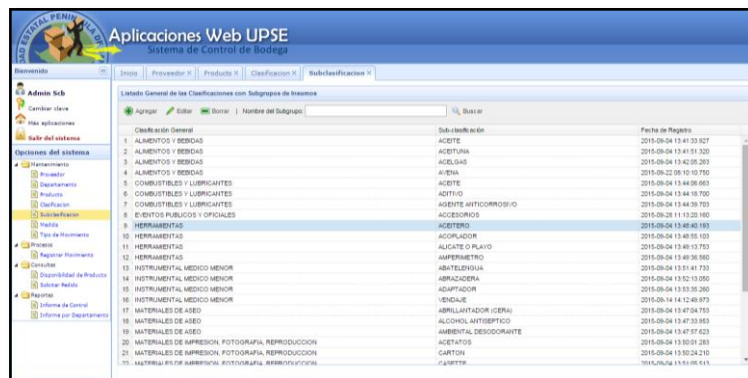 Aplicaciones Web UPSE
Sistema de Control de Bodega
Bienvenido
Inicio Proveedor X Producto X Clasificacion X Subclasificacion X
Admin Scb
Cambiar clave
Más aplicaciones
Salir del sistema
Opciones del sistema
Mantenimiento
Proveedor
Departamento
Producto
Clasificacion
Subclasificacion
Medida
Tipo de Movimiento
Procesos
Registrar Movimiento
Consultas
Disponibilidad de Producto
Solicitar Pedido
Reportes
Informe de Control
Informe por Departamento
Listado General de las Clasificaciones con Subgrupos de Insumos
Agregar Editar Borrar | Nombre del Subgrupo: Buscar
Clasificación General Sub-clasificación Fecha de Registro
1 ALIMENTOS Y BEBIDAS ACEITE 2015-09-04 13:41:33.927
2 ALIMENTOS Y BEBIDAS ACEITUNA 2015-09-04 13:41:51.320
3 ALIMENTOS Y BEBIDAS ACELGAS 2015-09-04 13:42:05.263
4 ALIMENTOS Y BEBIDAS AVENA 2015-09-22 08:10:10.750
5 COMBUSTIBLES Y LUBRICANTES ACEITE 2015-09-04 13:44:06.663
6 COMBUSTIBLES Y LUBRICANTES ADITIVO 2015-09-04 13:44:18.700
7 COMBUSTIBLES Y LUBRICANTES AGENTE ANTICORROSIVO 2015-09-04 13:44:39.703
8 EVENTOS PUBLICOS Y OFICIALES ACCESORIOS 2015-09-28 11:13:20.160
9 HERRAMIENTAS ACEITERO 2015-09-04 13:48:40.193
10 HERRAMIENTAS ACOPLADOR 2015-09-04 13:48:55.103
11 HERRAMIENTAS ALICATE O PLAYO 2015-09-04 13:49:13.753
12 HERRAMIENTAS AMPERIMETRO 2015-09-04 13:49:36.560
13 INSTRUMENTAL MEDICO MENOR ABATELENGUA 2015-09-04 13:51:41.733
14 INSTRUMENTAL MEDICO MENOR ABRAZADERA 2015-09-04 13:52:13.050
15 INSTRUMENTAL MEDICO MENOR ADAPTADOR 2015-09-04 13:53:35.260
16 INSTRUMENTAL MEDICO MENOR VENDAJE 2015-09-14 14:12:49.973
17 MATERIALES DE ASEO ABRILLANTADOR (CERA) 2015-09-04 13:47:04.753
18 MATERIALES DE ASEO ALCOHOL ANTISEPTICO 2015-09-04 13:47:33.953
19 MATERIALES DE ASEO AMBIENTAL DESODORANTE 2015-09-04 13:47:57.623
20 MATERIALES DE IMPRESION, FOTOGRAFIA, REPRODUCCION ACETATOS 2015-09-04 13:50:01.283
21 MATERIALES DE IMPRESION, FOTOGRAFIA, REPRODUCCION CARTON 2015-09-04 13:50:24.210
22 MATERIALES DE IMPRESION, FOTOGRAFIA, REPRODUCCION CASETTE 2015-09-04 13:51:05.513